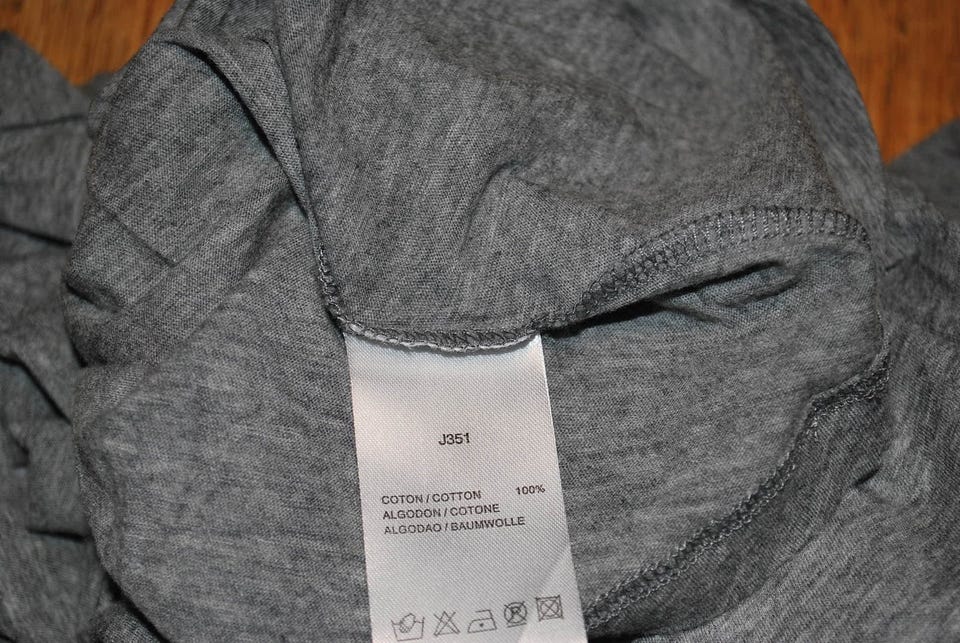 J351
COTON / COTTON 100%
ALGODON / COTONE
ALGODAO / BAUMWOLLE